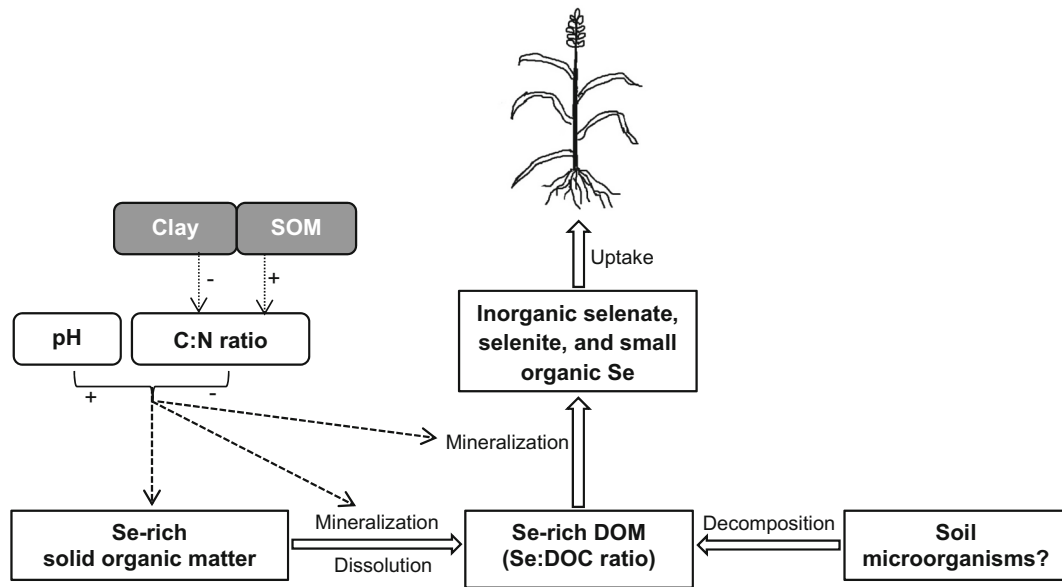 Clay
SOM
-
+
Uptake
pH
C:N ratio
Inorganic selenate,
selenite, and small
organic Se
+
-
Mineralization
Se-rich
solid organic matter
Mineralization
Dissolution
Se-rich DOM
(Se:DOC ratio)
Decomposition
Soil
microorganisms?